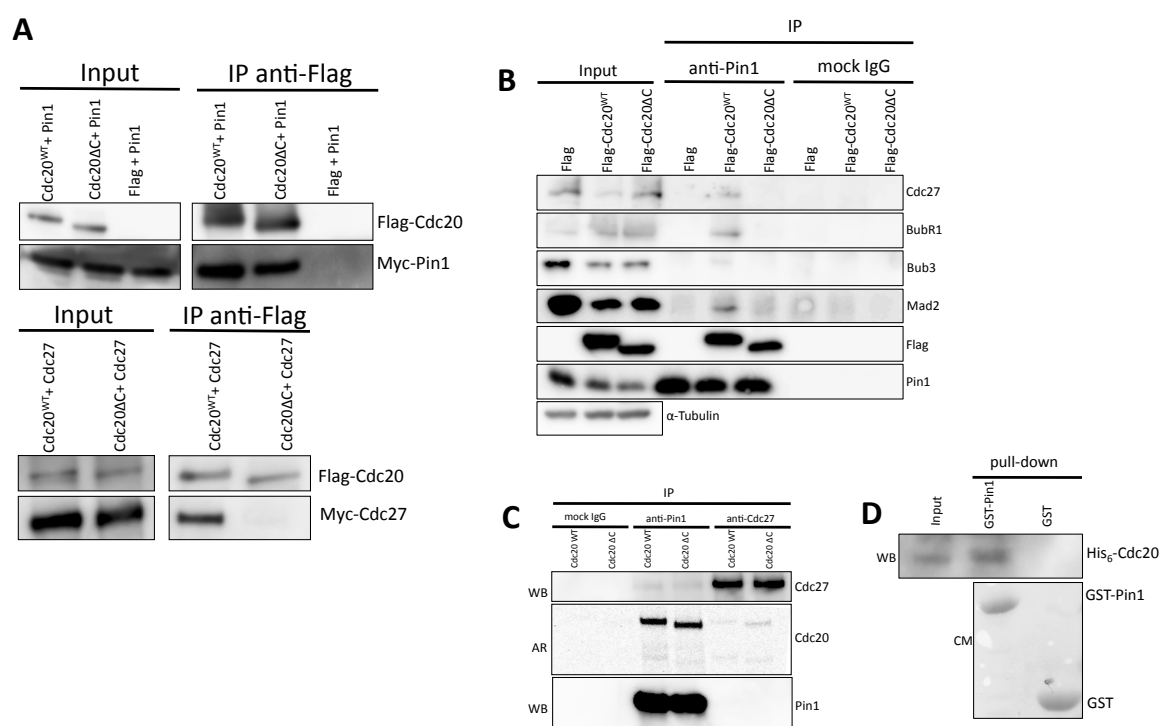 A
Input
IP anti-Flag
Cdc20WT+ Pin1
Cdc20ΔC+ Pin1
Flag + Pin1
Cdc20WT+ Pin1
Cdc20ΔC+ Pin1
Flag + Pin1
Flag-Cdc20
Myc-Pin1
Input
IP anti-Flag
Cdc20WT+ Cdc27
Cdc20ΔC+ Cdc27
Cdc20WT+ Cdc27
Cdc20ΔC+ Cdc27
Flag-Cdc20
Myc-Cdc27
B
IP
Input
anti-Pin1
mock IgG
Flag
Flag-Cdc20WT
Flag-Cdc20ΔC
Flag
Flag-Cdc20WT
Flag-Cdc20ΔC
Flag
Flag-Cdc20WT
Flag-Cdc20ΔC
Cdc27
BubR1
Bub3
Mad2
Flag
Pin1
α-Tubulin
C
IP
mock IgG
anti-Pin1
anti-Cdc27
Cdc20 WT
Cdc20 ΔC
Cdc20 WT
Cdc20 ΔC
Cdc20 WT
Cdc20 ΔC
WB
Cdc27
AR
Cdc20
WB
Pin1
D
pull-down
Input
GST-Pin1
GST
WB
His6-Cdc20
GST-Pin1
CM
GST